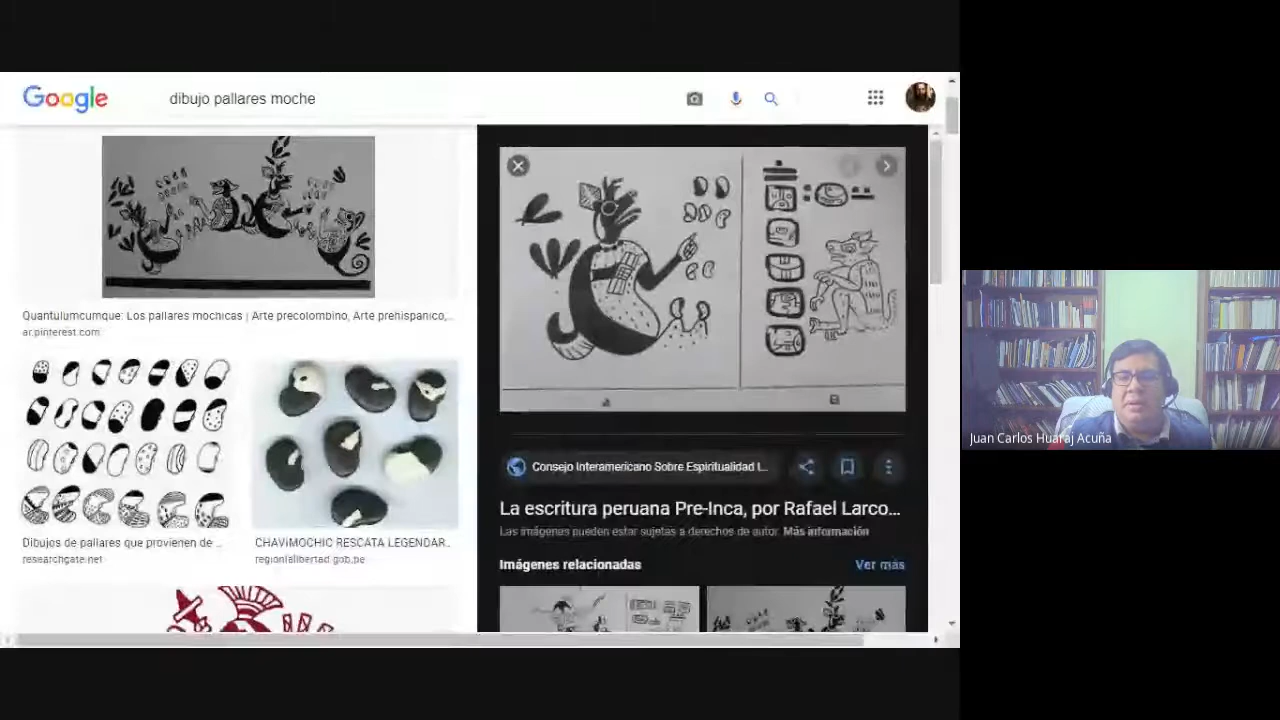 Google
dibujo pallares moche
Quantulumcumque: Los pallares mochicas | Arte precolombino, Arte prehispanico,...
ar.pinterest.com
Dibujos de pallares que provienen de ...
researchgate.net
CHAVIMOCHIC RESCATA LEGENDAR...
regionlalibertad.gob.pe
A
B
Consejo Interamericano Sobre Espiritualidad I...
La escritura peruana Pre-Inca, por Rafael Larco...
Las imágenes pueden estar sujetas a derechos de autor. Más información
Imágenes relacionadas
Ver más
Juan Carlos Huaraj Acuña